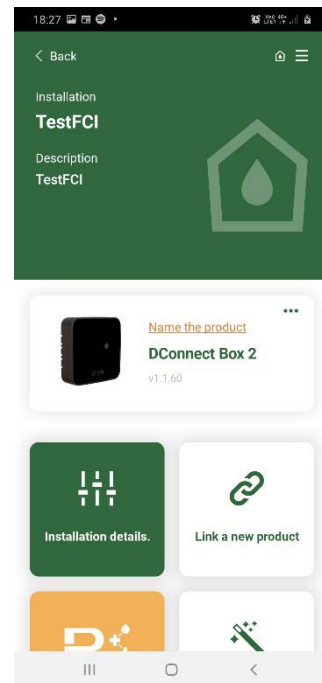 18:27
Back
Installation
TestFCI
Description
TestFCI
Name the product
DConnect Box 2
v1.1.60
Installation details.
Link a new product